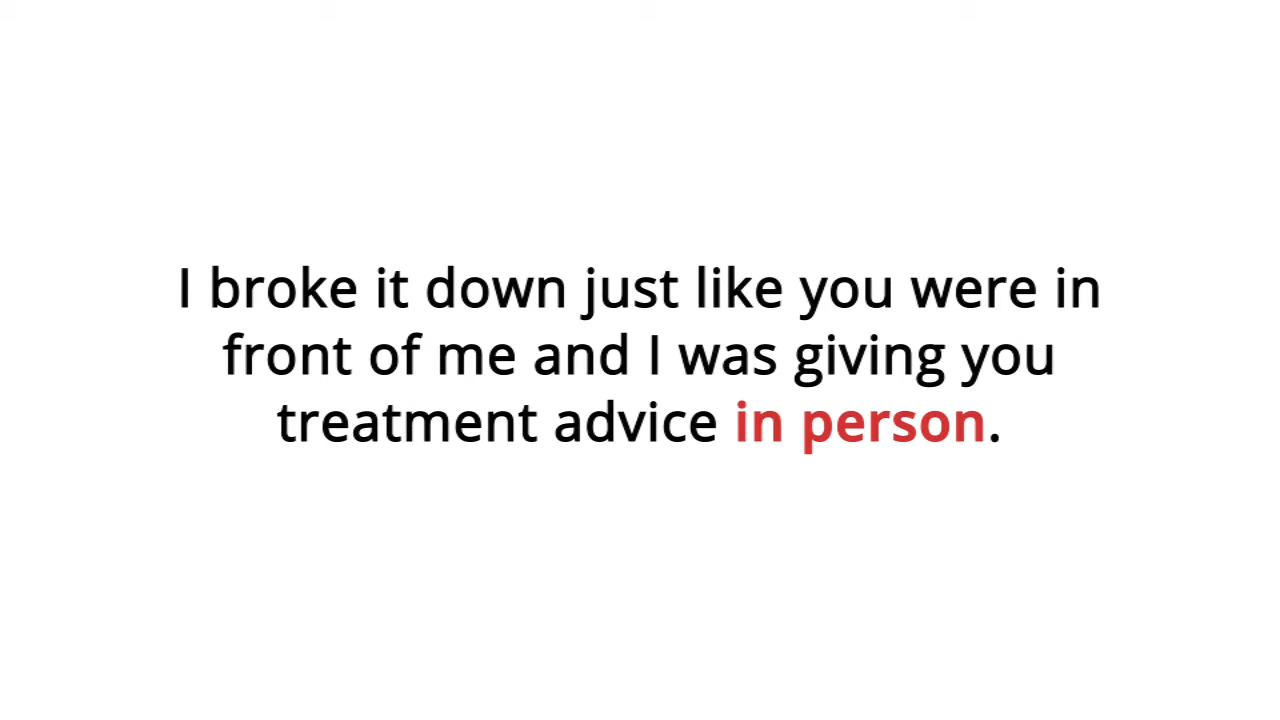 I broke it down just like you were in
front of me and I was giving you
treatment advice in person.